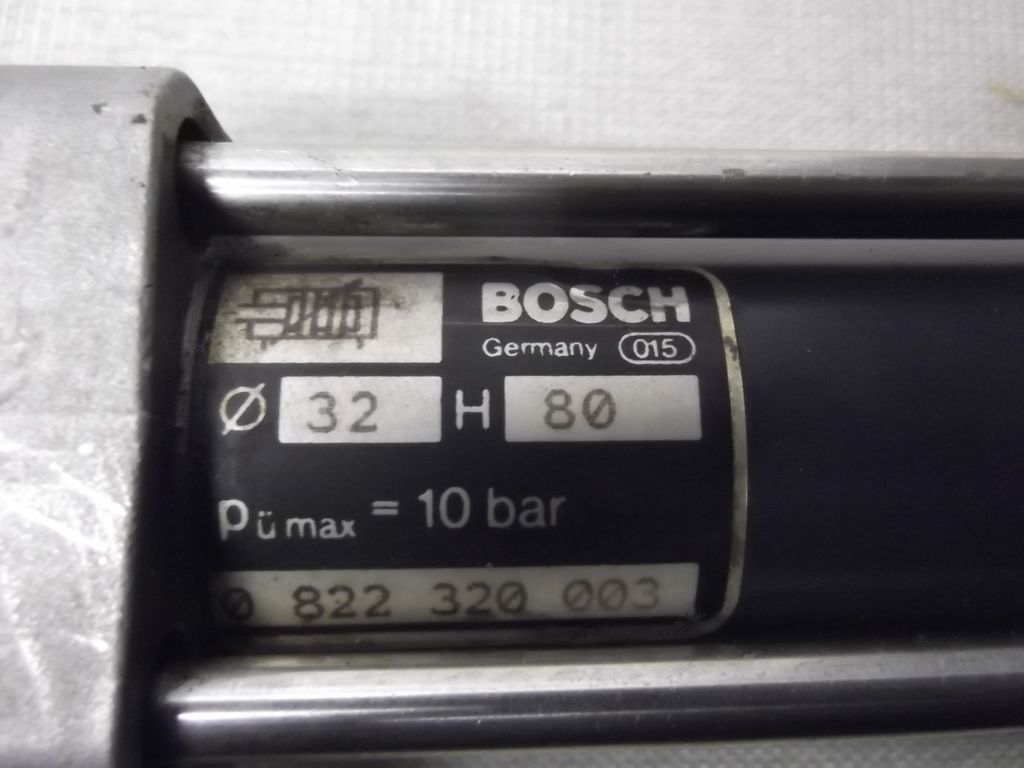 BOSCH
Germany 015
Ø 32 H 80
pü max = 10 bar
0 822 320 003